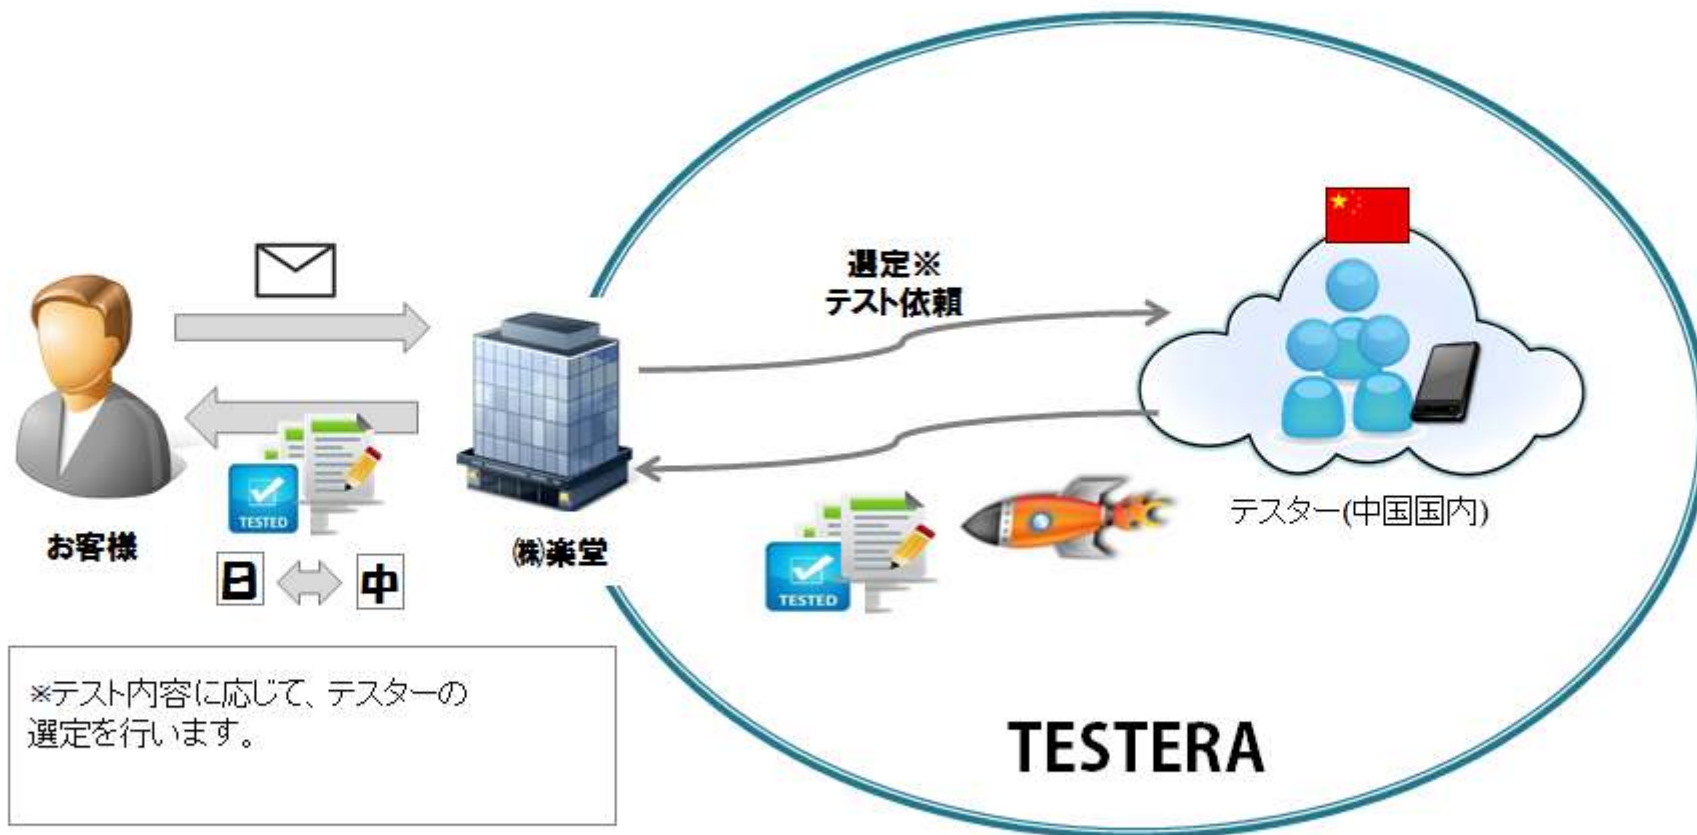 選定※
テスト依頼
テスター(中国国内)
TESTED
お客様
㈱楽堂
TESTED
日 中
※テスト内容に応じて、テスターの
選定を行います。
TESTERA